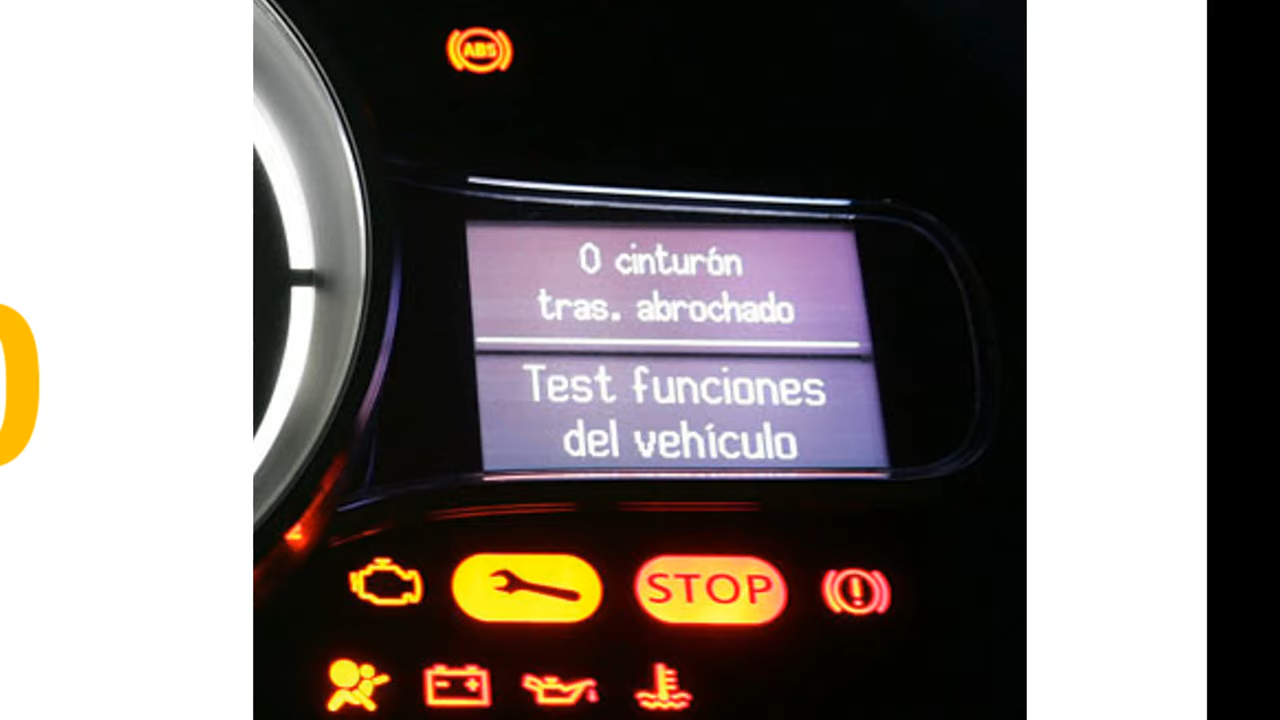 ABS
0 cinturón
tras. abrochado
Test funciones
del vehículo
STOP